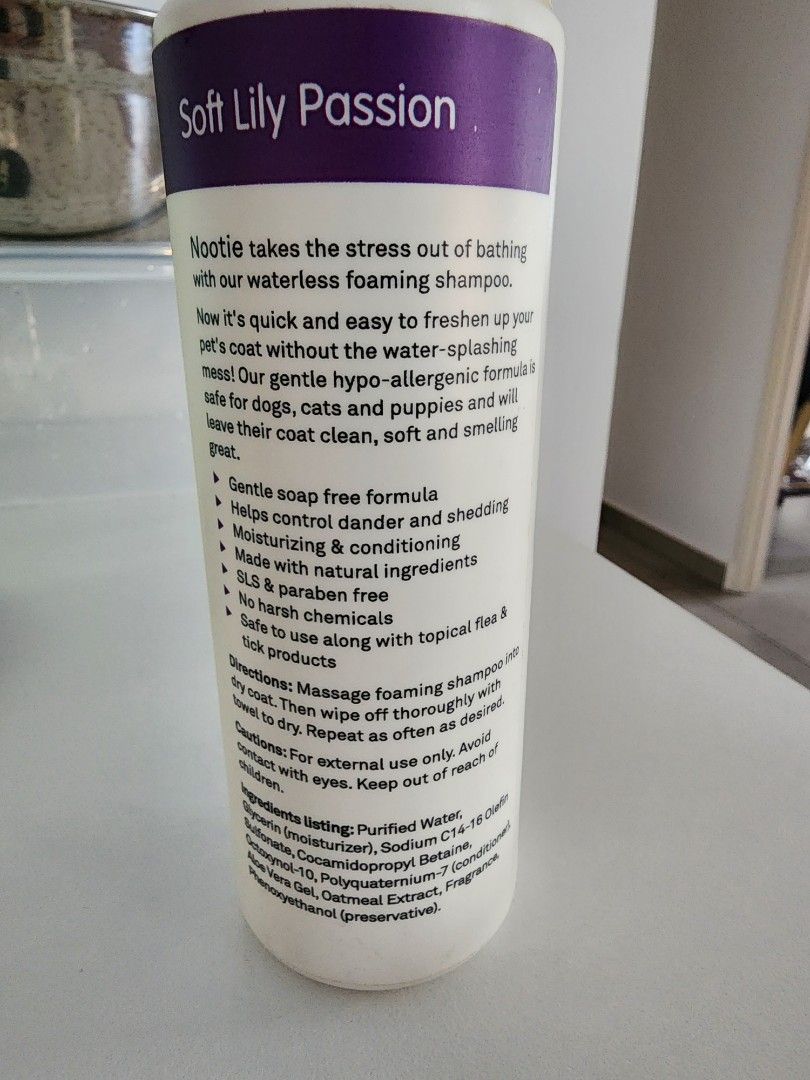 Soft Lily Passion
Nootie takes the stress out of bathing
with our waterless foaming shampoo.
Now it's quick and easy to freshen up your
pet's coat without the water-splashing
mess! Our gentle hypo-allergenic formula is
safe for dogs, cats and puppies and will
leave their coat clean, soft and smelling
great.
Gentle soap free formula
Helps control dander and shedding
Moisturizing & conditioning
Made with natural ingredients
SLS & paraben free
No harsh chemicals
Safe to use along with topical flea &
tick products
Directions: Massage foaming shampoo into
dry coat. Then wipe off thoroughly with
towel to dry. Repeat as often as desired.
Cautions: For external use only. Avoid
contact with eyes. Keep out of reach of
children.
Ingredients listing: Purified Water,
Glycerin (moisturizer), Sodium C14-16 Olefin
Sulfonate, Cocamidopropyl Betaine,
Octoxynol-10, Polyquaternium-7 (conditioner),
Aloe Vera Gel, Oatmeal Extract, Fragrance,
Phenoxyethanol (preservative).